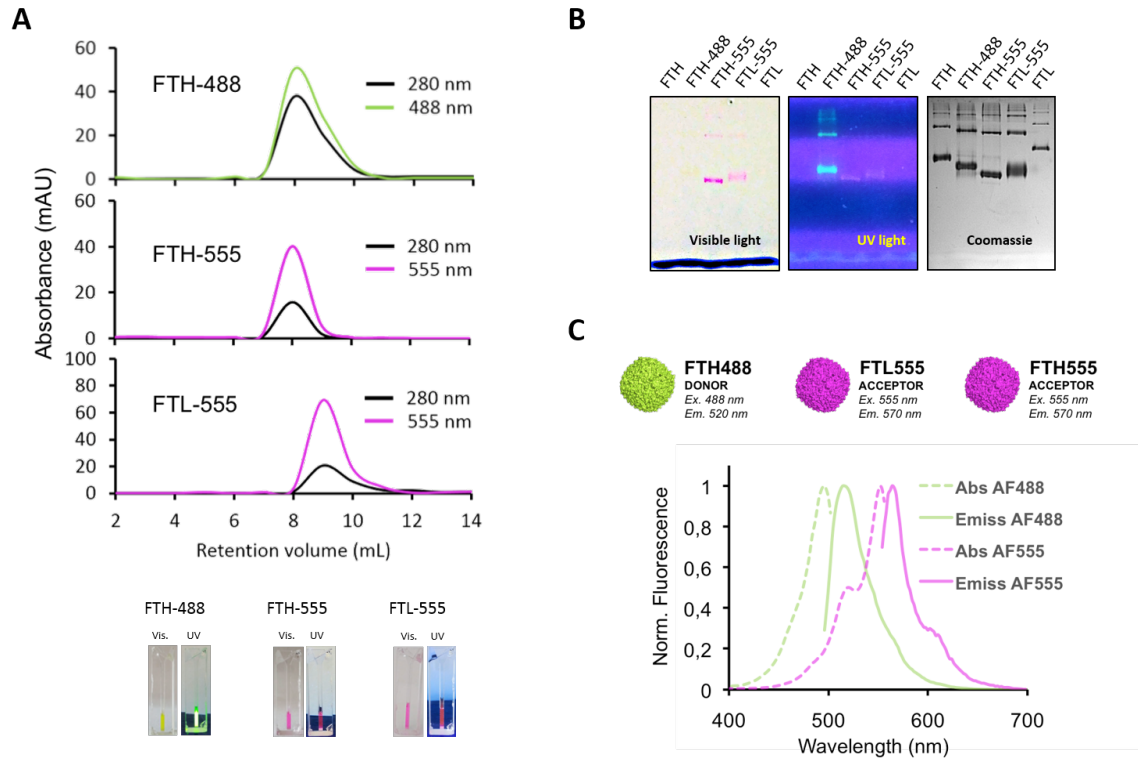 A
Absorbance (mAU)
60
40
20
0
FTH-488
280 nm
488 nm
60
40
20
0
FTH-555
280 nm
555 nm
100
80
60
40
20
0
FTL-555
280 nm
555 nm
2 4 6 8 10 12 14
Retention volume (mL)
FTH-488 FTH-555 FTL-555
Vis. UV Vis. UV Vis. UV
B
FTH FTH-488 FTH-555 FTL-555 FTL
FTH FTH-488 FTH-555 FTL-555 FTL
FTH FTH-488 FTH-555 FTL-555 FTL
Visible light
UV light
Coomassie
C
FTH488
DONOR
Ex. 488 nm
Em. 520 nm
FTL555
ACCEPTOR
Ex. 555 nm
Em. 570 nm
FTH555
ACCEPTOR
Ex. 555 nm
Em. 570 nm
Norm. Fluorescence
1
0,8
0,6
0,4
0,2
0
Abs AF488
Emiss AF488
Abs AF555
Emiss AF555
400 500 600 700
Wavelength (nm)